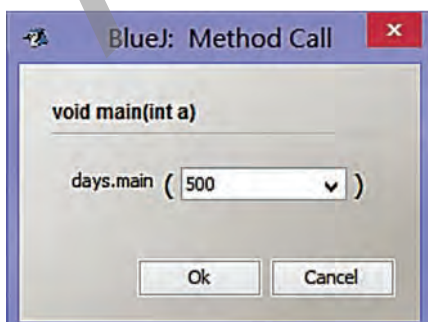 BlueJ: Method Call
x
void main(int a)
days.main ( 500 )
Ok Cancel